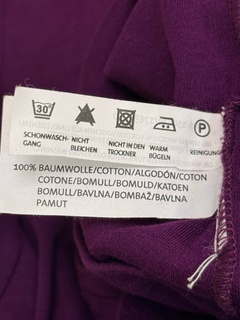 30°
P
SCHONWASCH- NICHT NICHT IN DEN WARM REINIGUNG
GANG BLEICHEN TROCKNER BÜGELN
100% BAUMWOLLE/COTTON/ALGODÓN/COTON
COTONE/BOMULL/BOMULD/KATOEN
BOMULL/BAVLNA/BOMBAŽ/BAVLNA
PAMUT